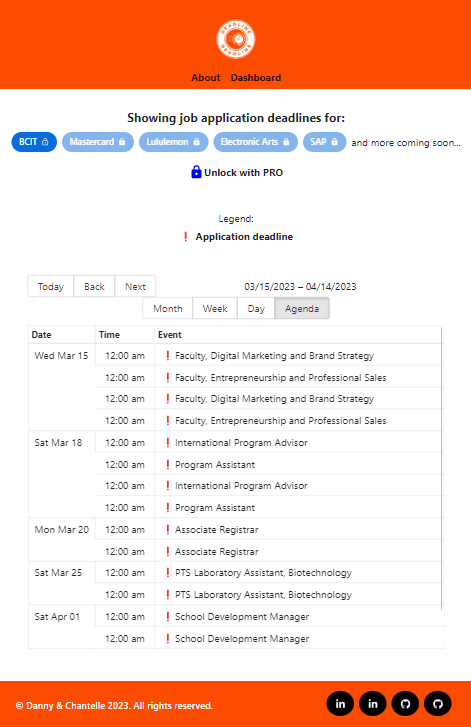 DEADLINE
DEADLINE
About Dashboard
Showing job application deadlines for:
BCIT Mastercard Lululemon Electronic Arts SAP and more coming soon...
Unlock with PRO
Legend:
❗ Application deadline
Today Back Next 03/15/2023 – 04/14/2023
Month Week Day Agenda
Date Time Event
Wed Mar 15 12:00 am ❗ Faculty, Digital Marketing and Brand Strategy
12:00 am ❗ Faculty, Entrepreneurship and Professional Sales
12:00 am ❗ Faculty, Digital Marketing and Brand Strategy
12:00 am ❗ Faculty, Entrepreneurship and Professional Sales
Sat Mar 18 12:00 am ❗ International Program Advisor
12:00 am ❗ Program Assistant
12:00 am ❗ International Program Advisor
12:00 am ❗ Program Assistant
Mon Mar 20 12:00 am ❗ Associate Registrar
12:00 am ❗ Associate Registrar
Sat Mar 25 12:00 am ❗ PTS Laboratory Assistant, Biotechnology
12:00 am ❗ PTS Laboratory Assistant, Biotechnology
Sat Apr 01 12:00 am ❗ School Development Manager
12:00 am ❗ School Development Manager
© Danny & Chantelle 2023. All rights reserved. in in